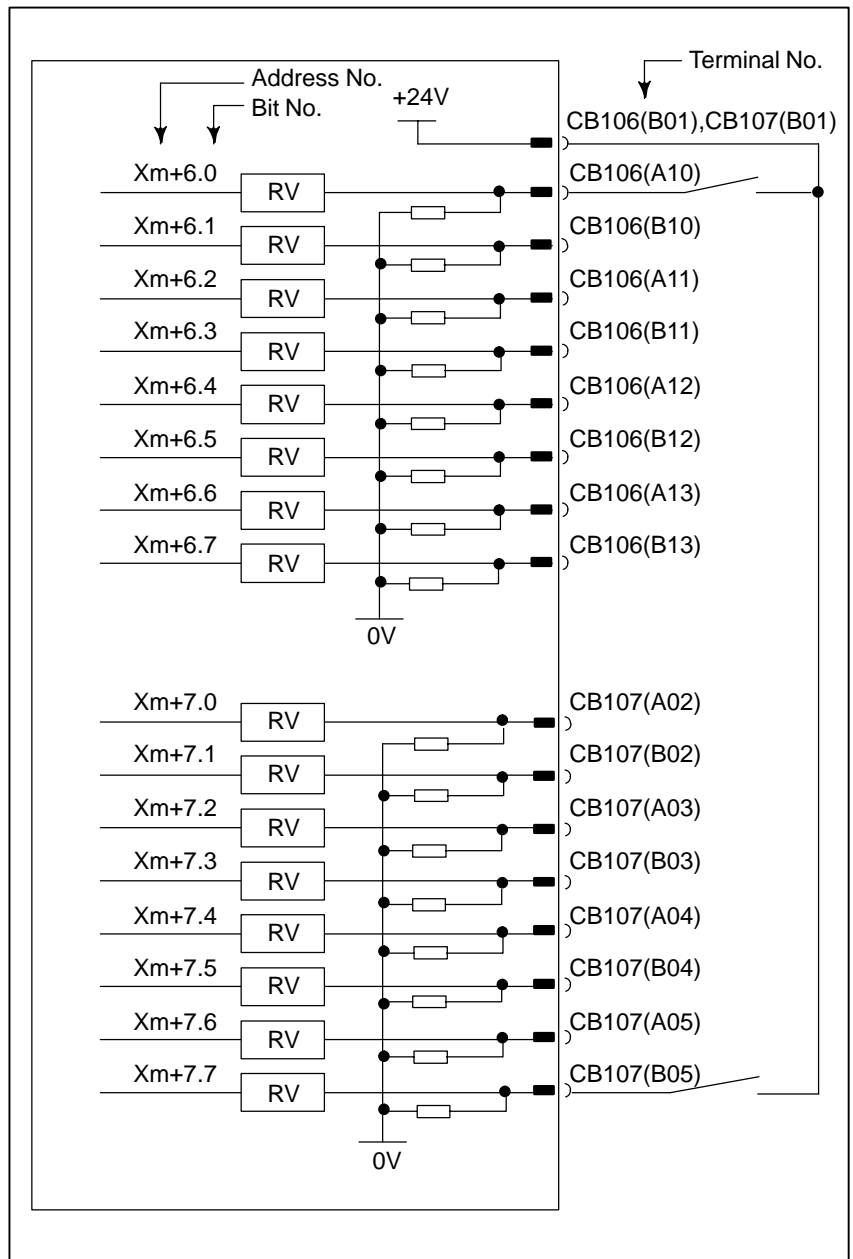 Terminal No.
Address No.
Bit No.
+24V
CB106(B01),CB107(B01)
Xm+6.0 RV CB106(A10)
Xm+6.1 RV CB106(B10)
Xm+6.2 RV CB106(A11)
Xm+6.3 RV CB106(B11)
Xm+6.4 RV CB106(A12)
Xm+6.5 RV CB106(B12)
Xm+6.6 RV CB106(A13)
Xm+6.7 RV CB106(B13)
0V
Xm+7.0 RV CB107(A02)
Xm+7.1 RV CB107(B02)
Xm+7.2 RV CB107(A03)
Xm+7.3 RV CB107(B03)
Xm+7.4 RV CB107(A04)
Xm+7.5 RV CB107(B04)
Xm+7.6 RV CB107(A05)
Xm+7.7 RV CB107(B05)
0V